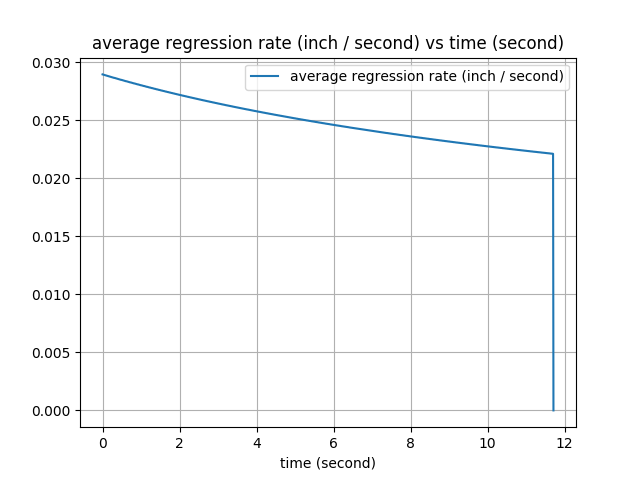 average regression rate (inch / second) vs time (second)
average regression rate (inch / second)
0.030
0.025
0.020
0.015
0.010
0.005
0.000
0 2 4 6 8 10 12
time (second)